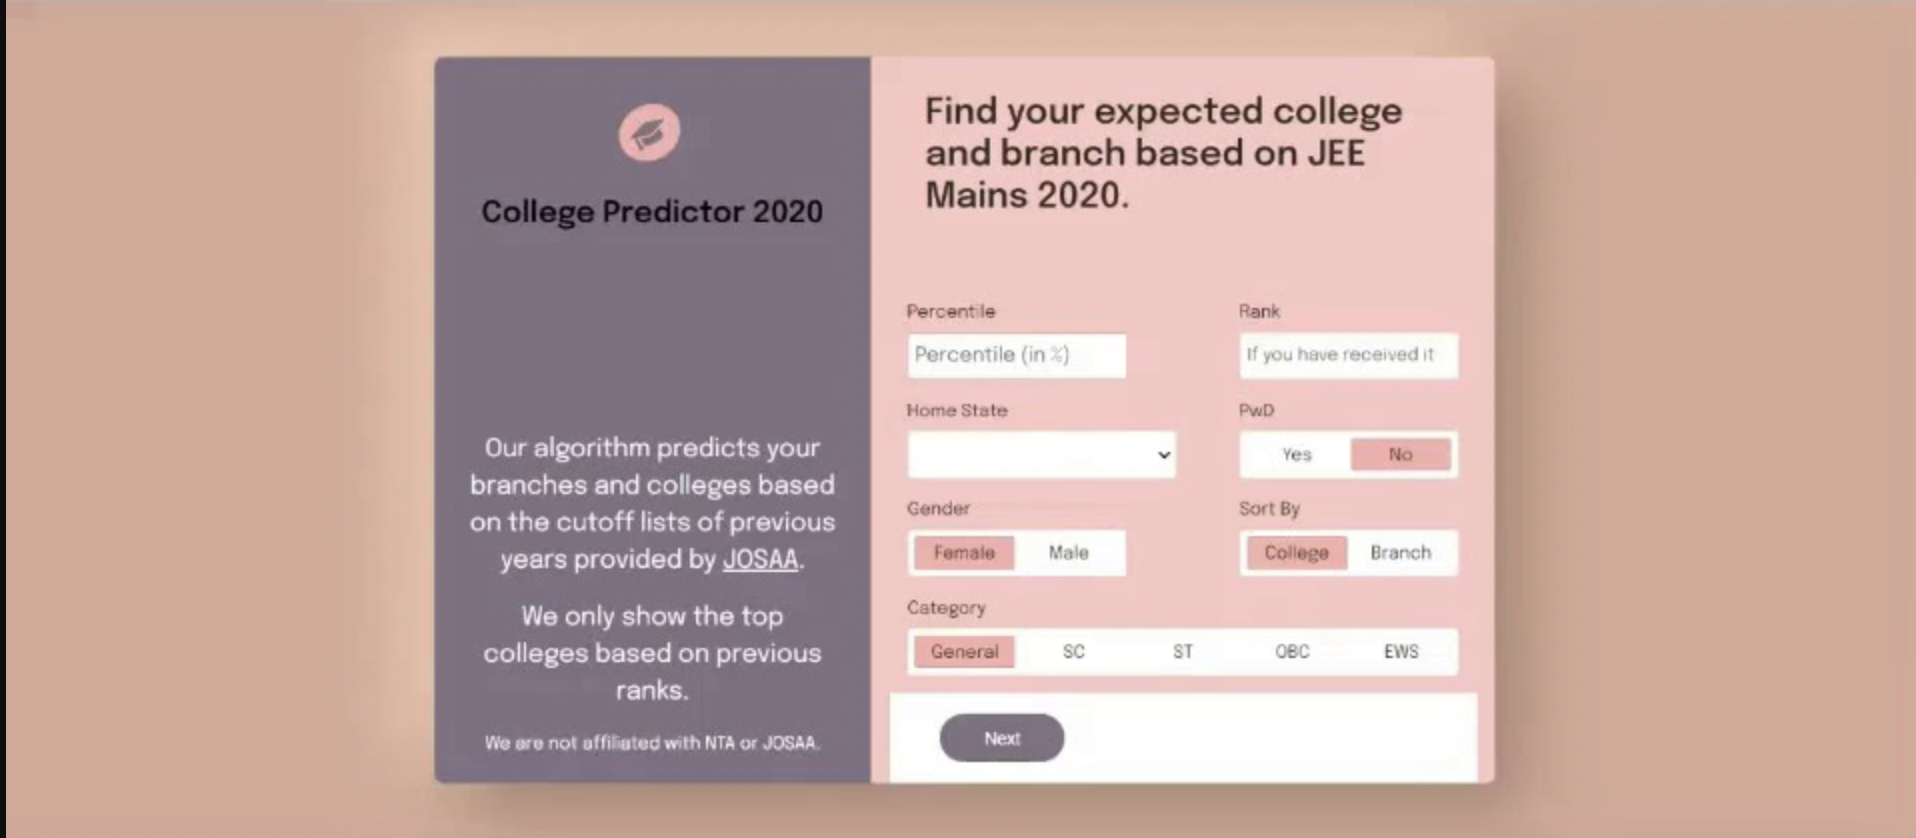 College Predictor 2020
Our algorithm predicts your
branches and colleges based
on the cutoff lists of previous
years provided by JOSAA.
We only show the top
colleges based on previous
ranks.
We are not affiliated with NTA or JOSAA.
Find your expected college
and branch based on JEE
Mains 2020.
Percentile
Rank
Percentile (in %)
If you have received it
Home State
PwD
Yes No
Gender
Sort By
Female Male
College Branch
Category
General SC ST OBC EWS
Next